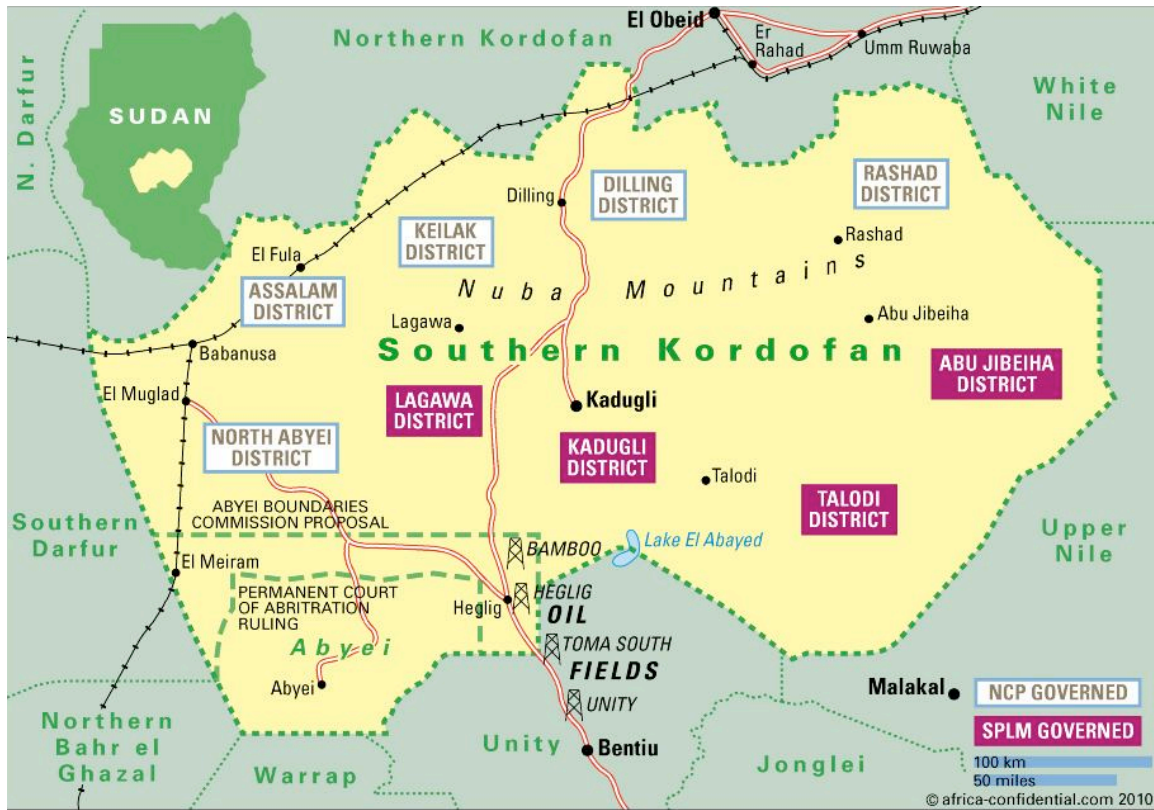 El Obeid
Er
Rahad
Umm Ruwaba
Northern Kordofan
N. Darfur
SUDAN
White
Nile
RASHAD
DISTRICT
DILLING
DISTRICT
Dilling
KEILAK
DISTRICT
Rashad
El Fula
Nuba Mountains
ASSALAM
DISTRICT
Lagawa
Abu Jibeiha
Babanusa
Southern Kordofan
ABU JIBEIHA
DISTRICT
El Muglad
LAGAWA
DISTRICT
Kadugli
NORTH ABYEI
DISTRICT
KADUGLI
DISTRICT
Talodi
TALODI
DISTRICT
ABYEI BOUNDARIES
COMMISSION PROPOSAL
Southern
Darfur
Upper
Nile
BAMBOO
Lake El Abayed
El Meiram
PERMANENT COURT
OF ABRITRATION
RULING
Heglig
HEGLIG
OIL
Abyei
TOMA SOUTH
FIELDS
Abyei
UNITY
Malakal
NCP GOVERNED
SPLM GOVERNED
Northern
Bahr el
Ghazal
Unity
Bentiu
Warrap
Jonglei
100 km
50 miles
© africa-confidential.com 2010